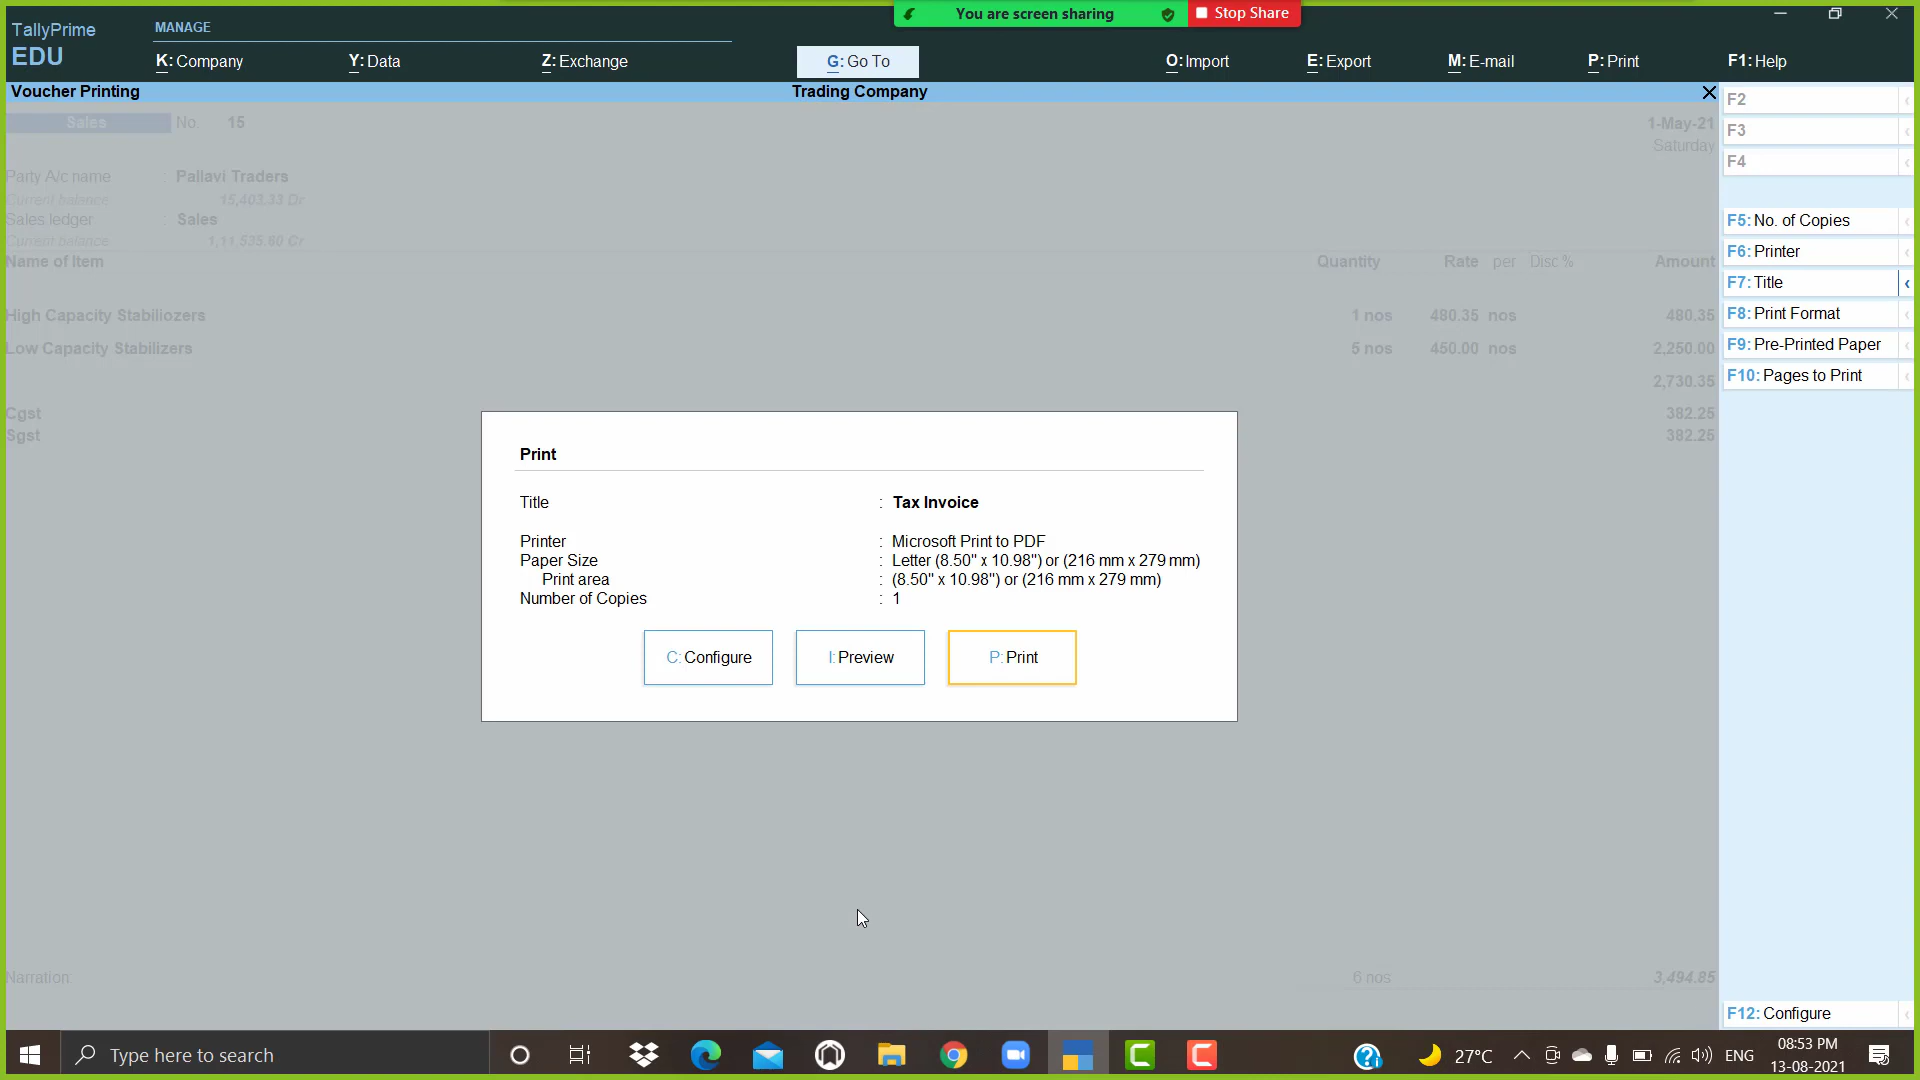 You are screen sharing Stop Share
TallyPrime MANAGE
EDU K: Company Y: Data Z: Exchange G: Go To O: Import E: Export M: E-mail P: Print F1: Help
Voucher Printing Trading Company
F2
Sales No. 15 1-May-21
F3
Saturday
F4
Party A/c name : Pallavi Traders
Current balance 15,403.33 Dr
Sales ledger : Sales F5: No. of Copies
Current balance 1,11,535.60 Cr
F6: Printer
Name of Item Quantity Rate per Disc % Amount
F7: Title
High Capacity Stabiliozers 1 nos 480.35 nos 480.35
F8: Print Format
Low Capacity Stabilizers 5 nos 450.00 nos 2,250.00
F9: Pre-Printed Paper
2,730.35
F10: Pages to Print
Cgst 382.25
Sgst 382.25
Print
Title : Tax Invoice
Printer : Microsoft Print to PDF
Paper Size : Letter (8.50" x 10.98") or (216 mm x 279 mm)
Print area : (8.50" x 10.98") or (216 mm x 279 mm)
Number of Copies : 1
C: Configure I: Preview P: Print
Narration: 6 nos 3,494.85
F12: Configure
Type here to search 27°C ENG 08:53 PM
13-08-2021